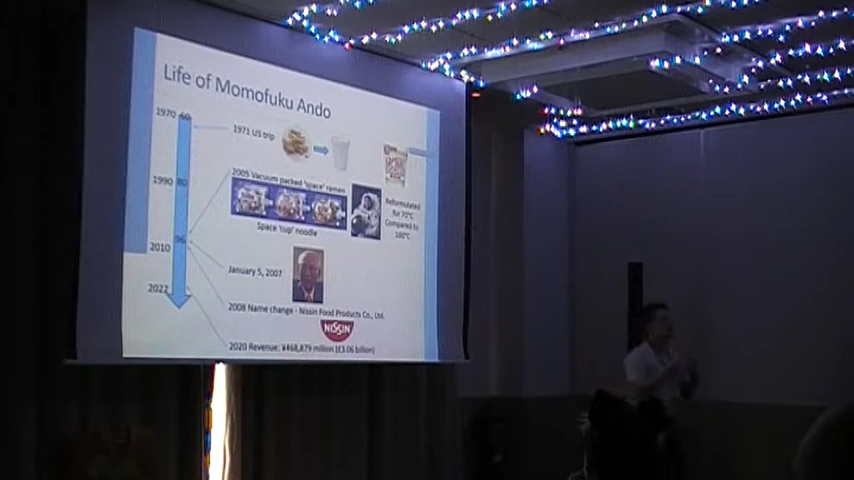 Life of Momofuku Ando
1970 60
1971 US trip
2005 Vacuum packed 'space' ramen
1990 80
Space 'cup' noodle
Reformulated
for 70°C
Compared to
100°C
96
2010
January 5, 2007
2022
2008 Name change - Nissin Food Products Co., Ltd.
NISSIN
2020 Revenue: ¥468,879 million (£3.06 billion)